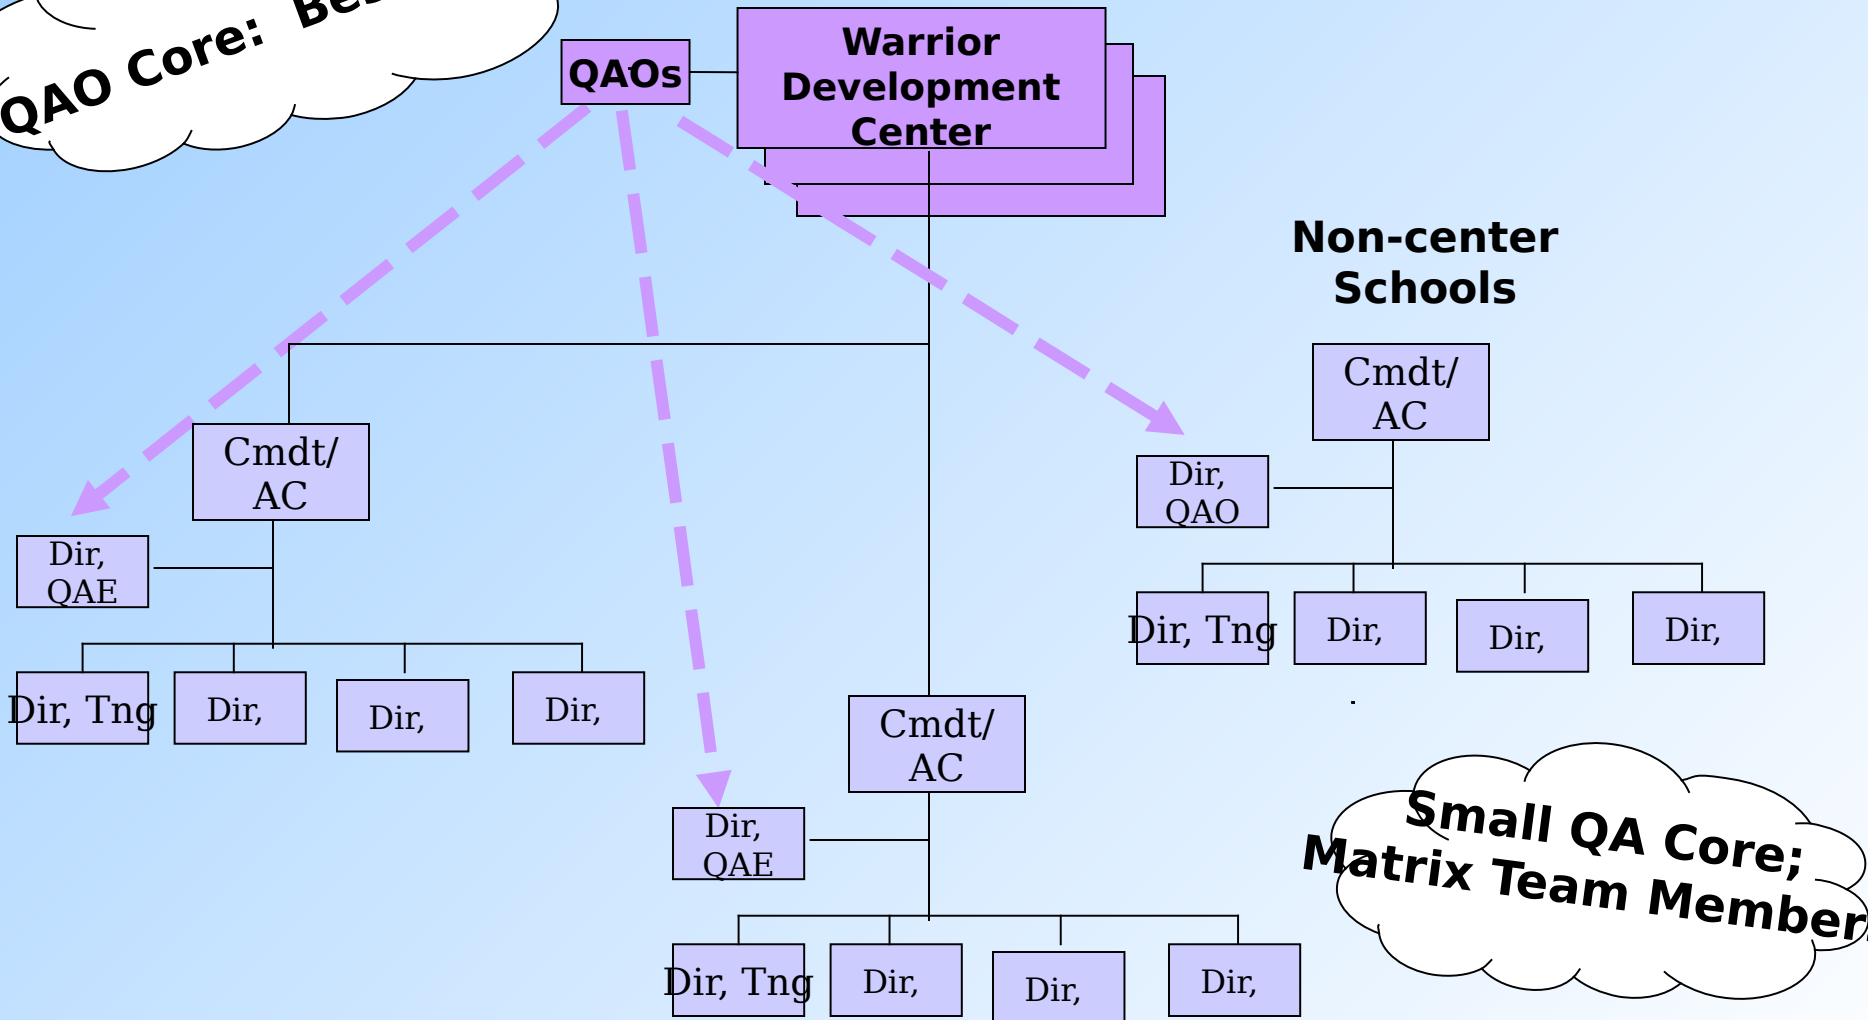 QAO Core:
QAOs
Warrior
Development
Center
Non-center
Schools
Cmdt/
AC
Dir,
QAO
Dir, Tng
Dir,
Dir,
Dir,
Cmdt/
AC
Dir,
QAE
Dir, Tng
Dir,
Dir,
Dir,
Cmdt/
AC
Dir,
QAE
Dir, Tng
Dir,
Dir,
Dir,
Small QA Core;
Matrix Team Member